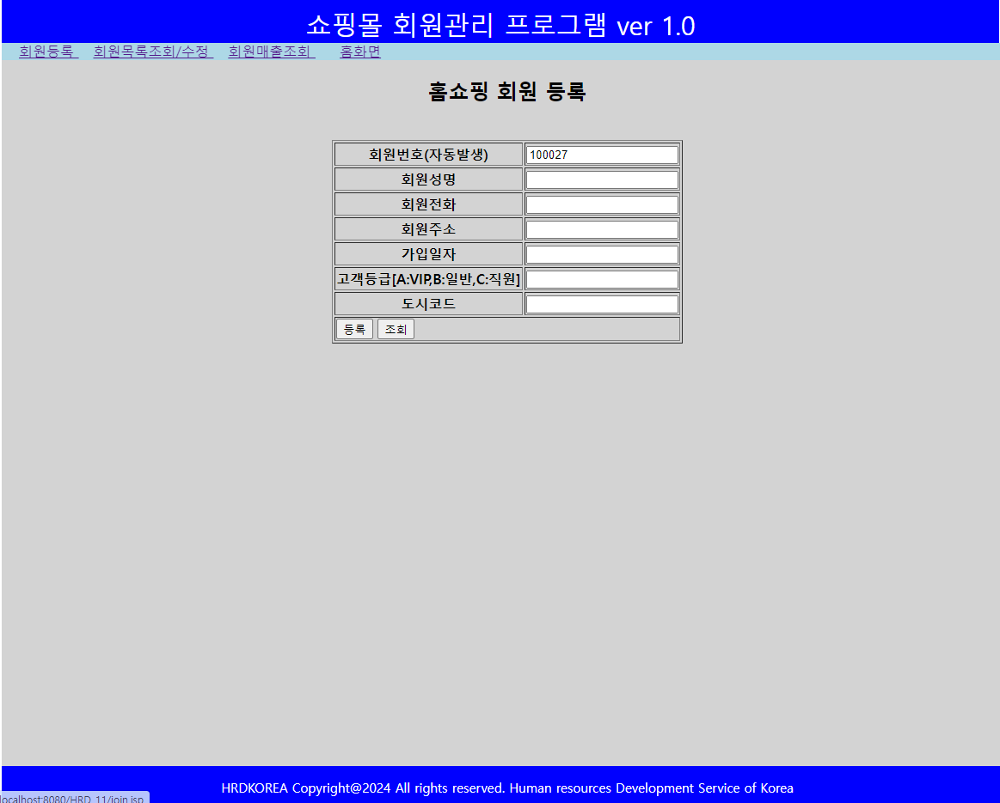 쇼핑몰 회원관리 프로그램 ver 1.0
회원등록 회원목록조회/수정 회원매출조회 홈화면
홈쇼핑 회원 등록
회원번호(자동발생) 100027
회원성명
회원전화
회원주소
가입일자
고객등급[A:VIP,B:일반,C:직원]
도시코드
등록 조회
HRDKOREA Copyright@2024 All rights reserved. Human resources Development Service of Korea
localhost:8080/HRD_11/join.jsp